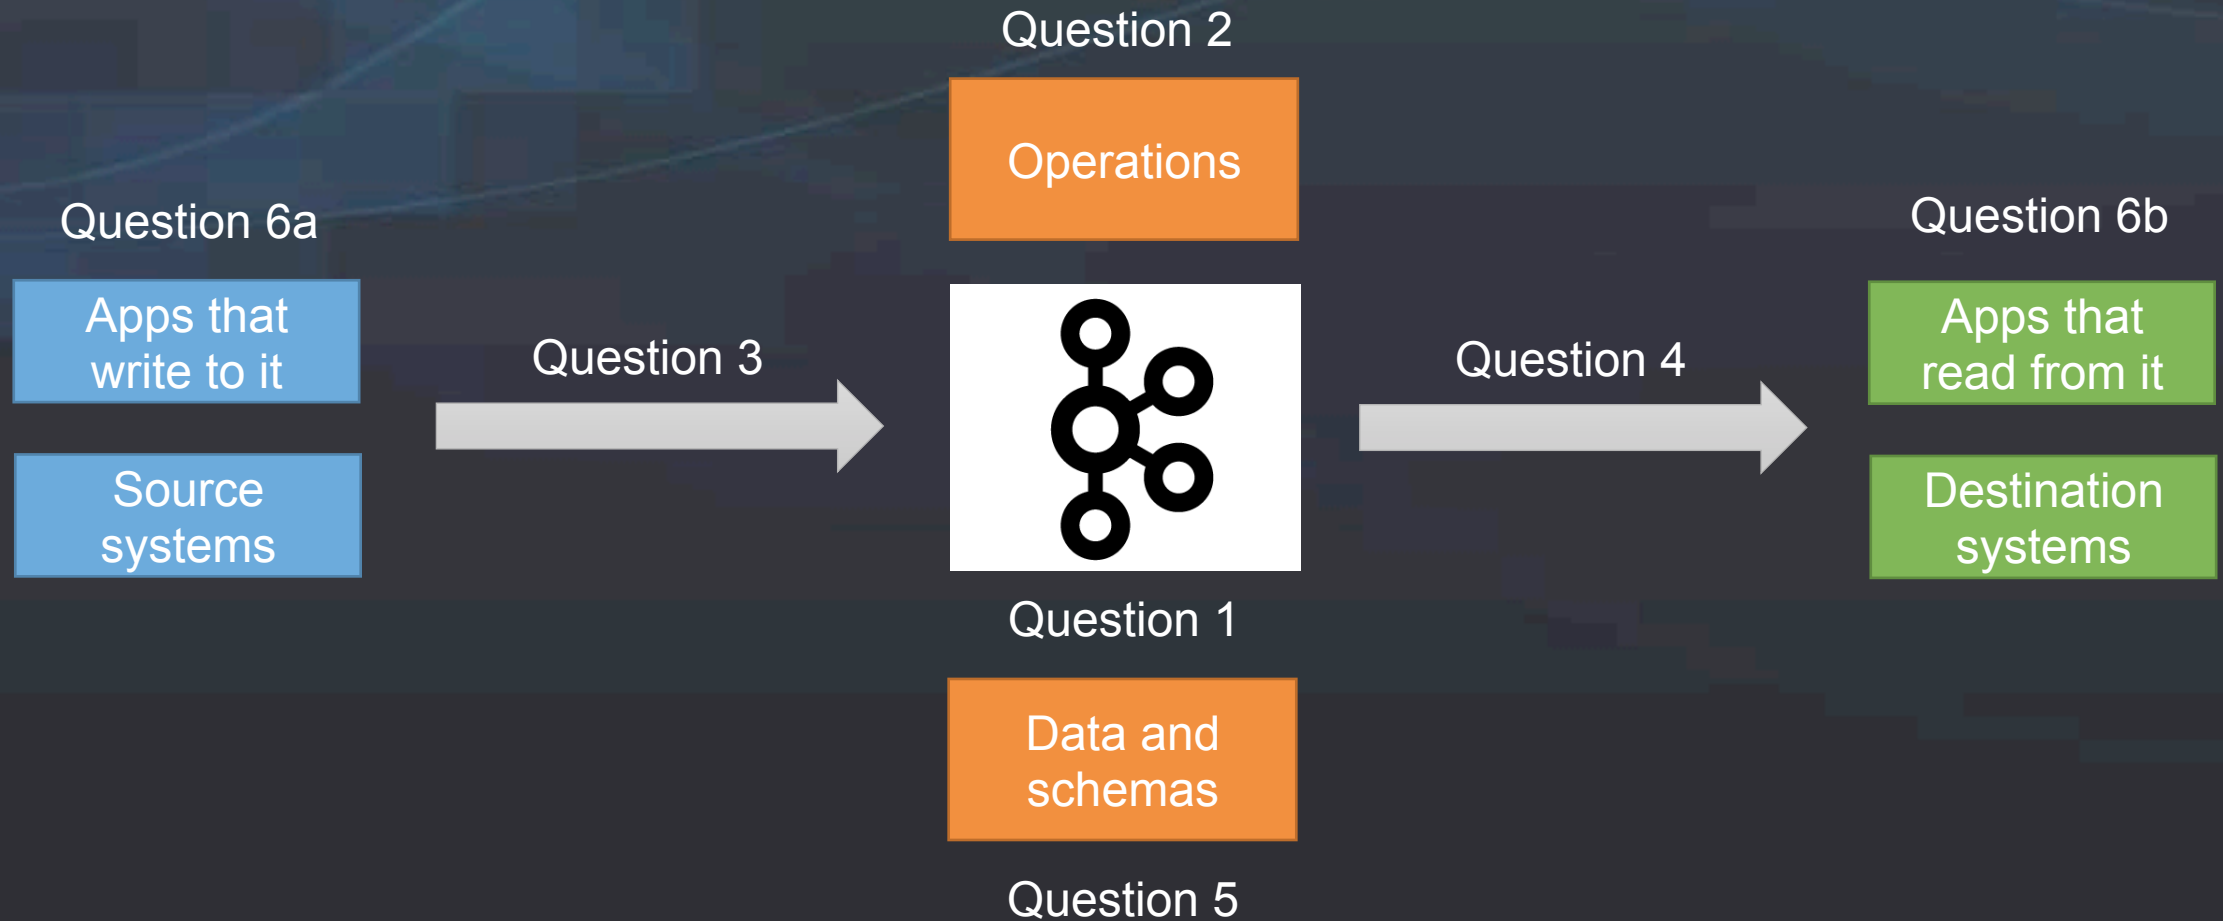 Question 2
Operations
Question 6a
Apps that
write to it
Source
systems
Question 3
Question 1
Data and
schemas
Question 5
Question 4
Question 6b
Apps that
read from it
Destination
systems